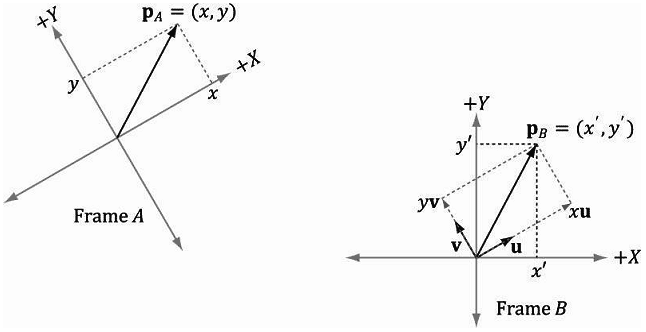 +Y
p_A = (x, y)
+X
y
x
Frame A
+Y
p_B = (x′, y′)
y′
yv
xu
v
u
+X
x′
Frame B